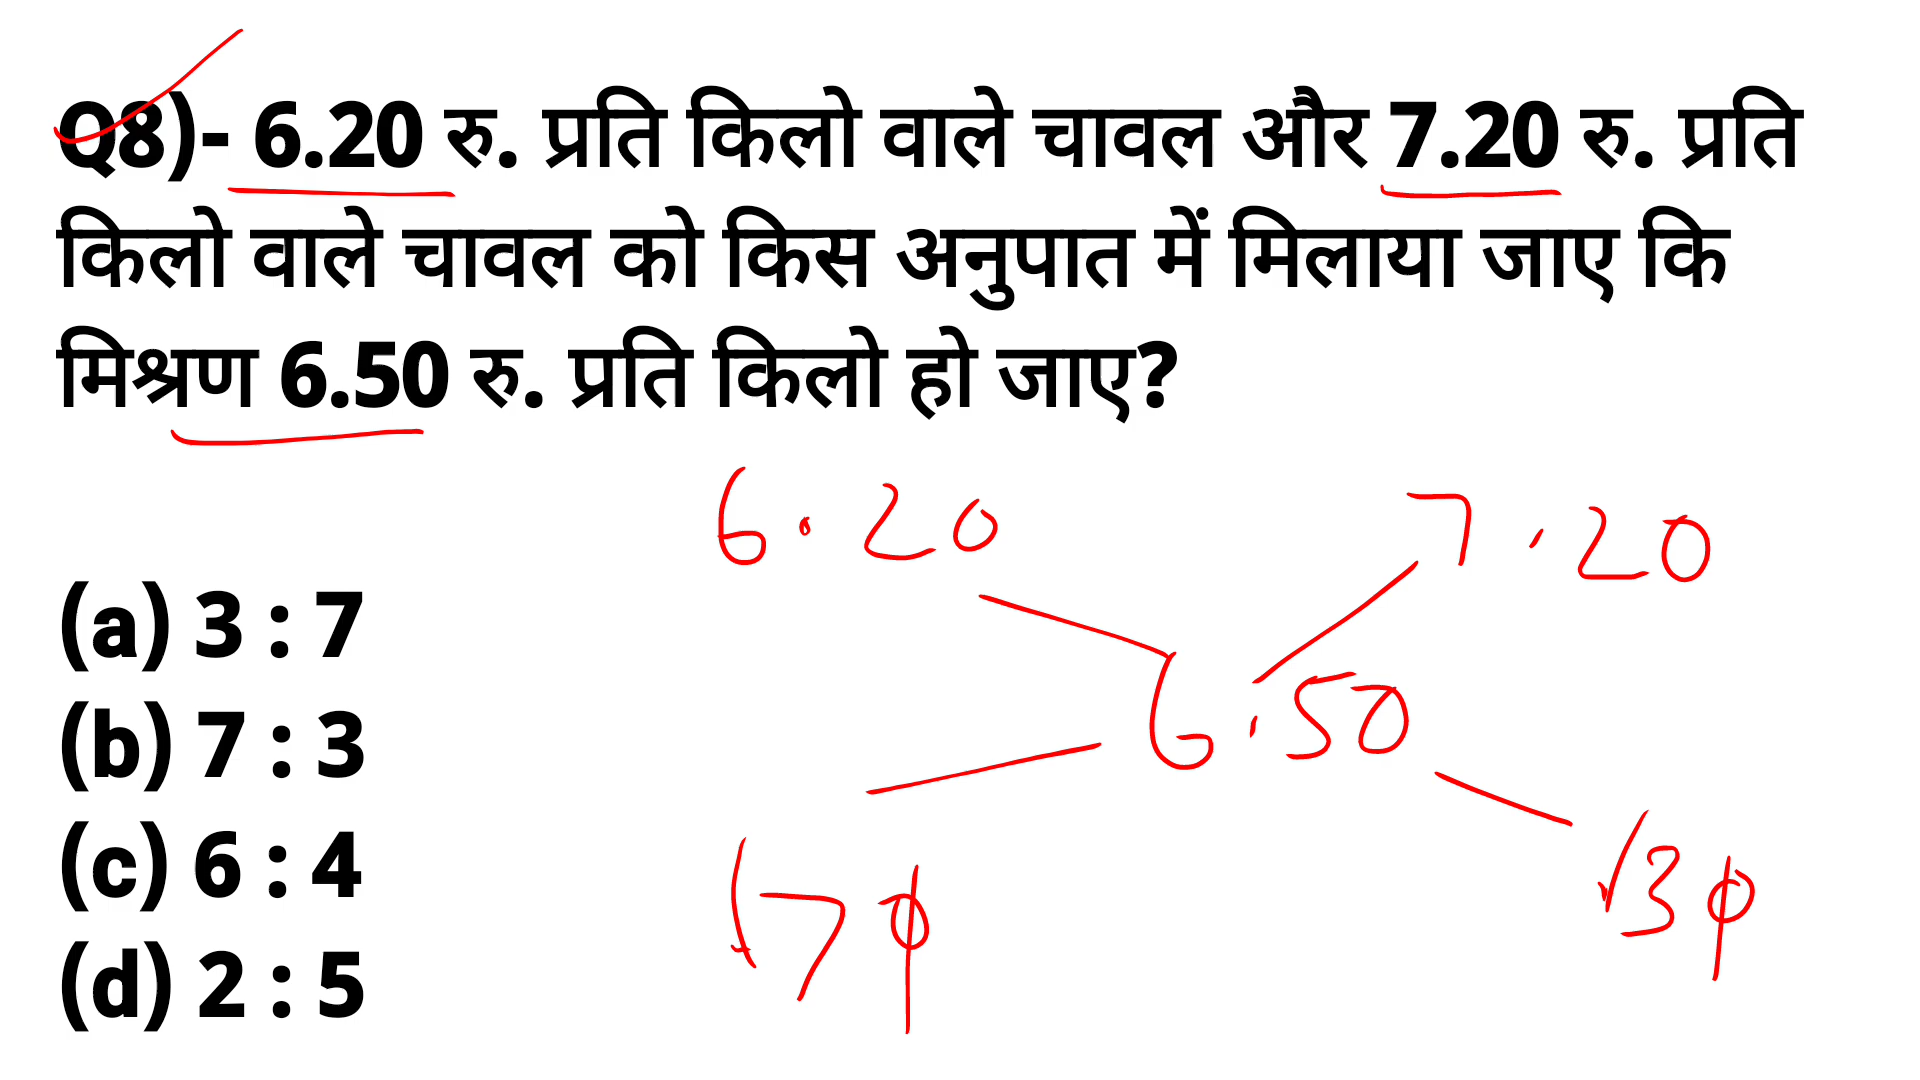 Q8)- 6.20 रु. प्रति किलो वाले चावल और 7.20 रु. प्रति
किलो वाले चावल को किस अनुपात में मिलाया जाए कि
मिश्रण 6.50 रु. प्रति किलो हो जाए?
6.20 7.20
(a) 3 : 7
6.50
(b) 7 : 3
(c) 6 : 4
70 30
(d) 2 : 5